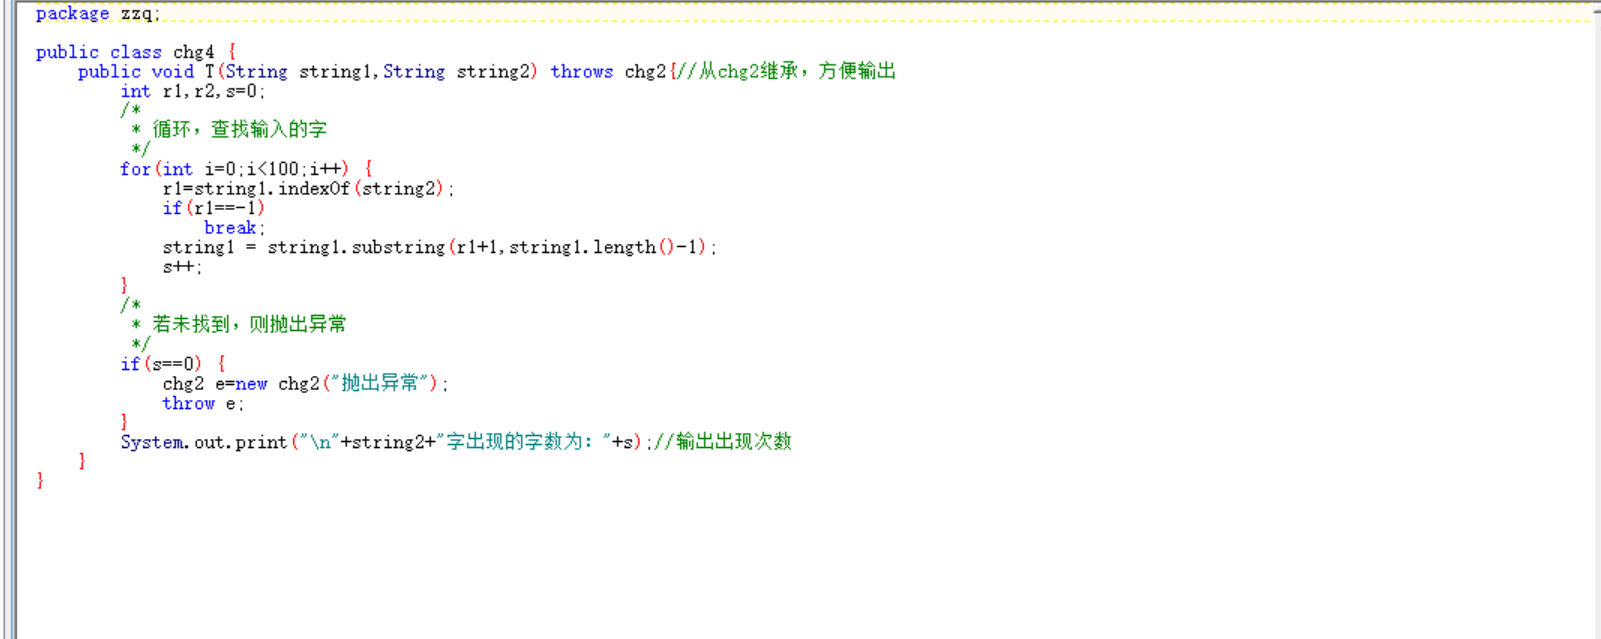 package zzq;
public class chg4 {
public void T(String string1,String string2) throws chg2{//从chg2继承，方便输出
int r1,r2,s=0;
/*
* 循环，查找输入的字
*/
for(int i=0;i<100;i++) {
r1=string1.indexOf(string2);
if(r1==-1)
break;
string1 = string1.substring(r1+1,string1.length()-1);
s++;
}
/*
* 若未找到，则抛出异常
*/
if(s==0) {
chg2 e=new chg2("抛出异常");
throw e;
}
System.out.print("\n"+string2+"字出现的字数为："+s);//输出出现次数
}
}